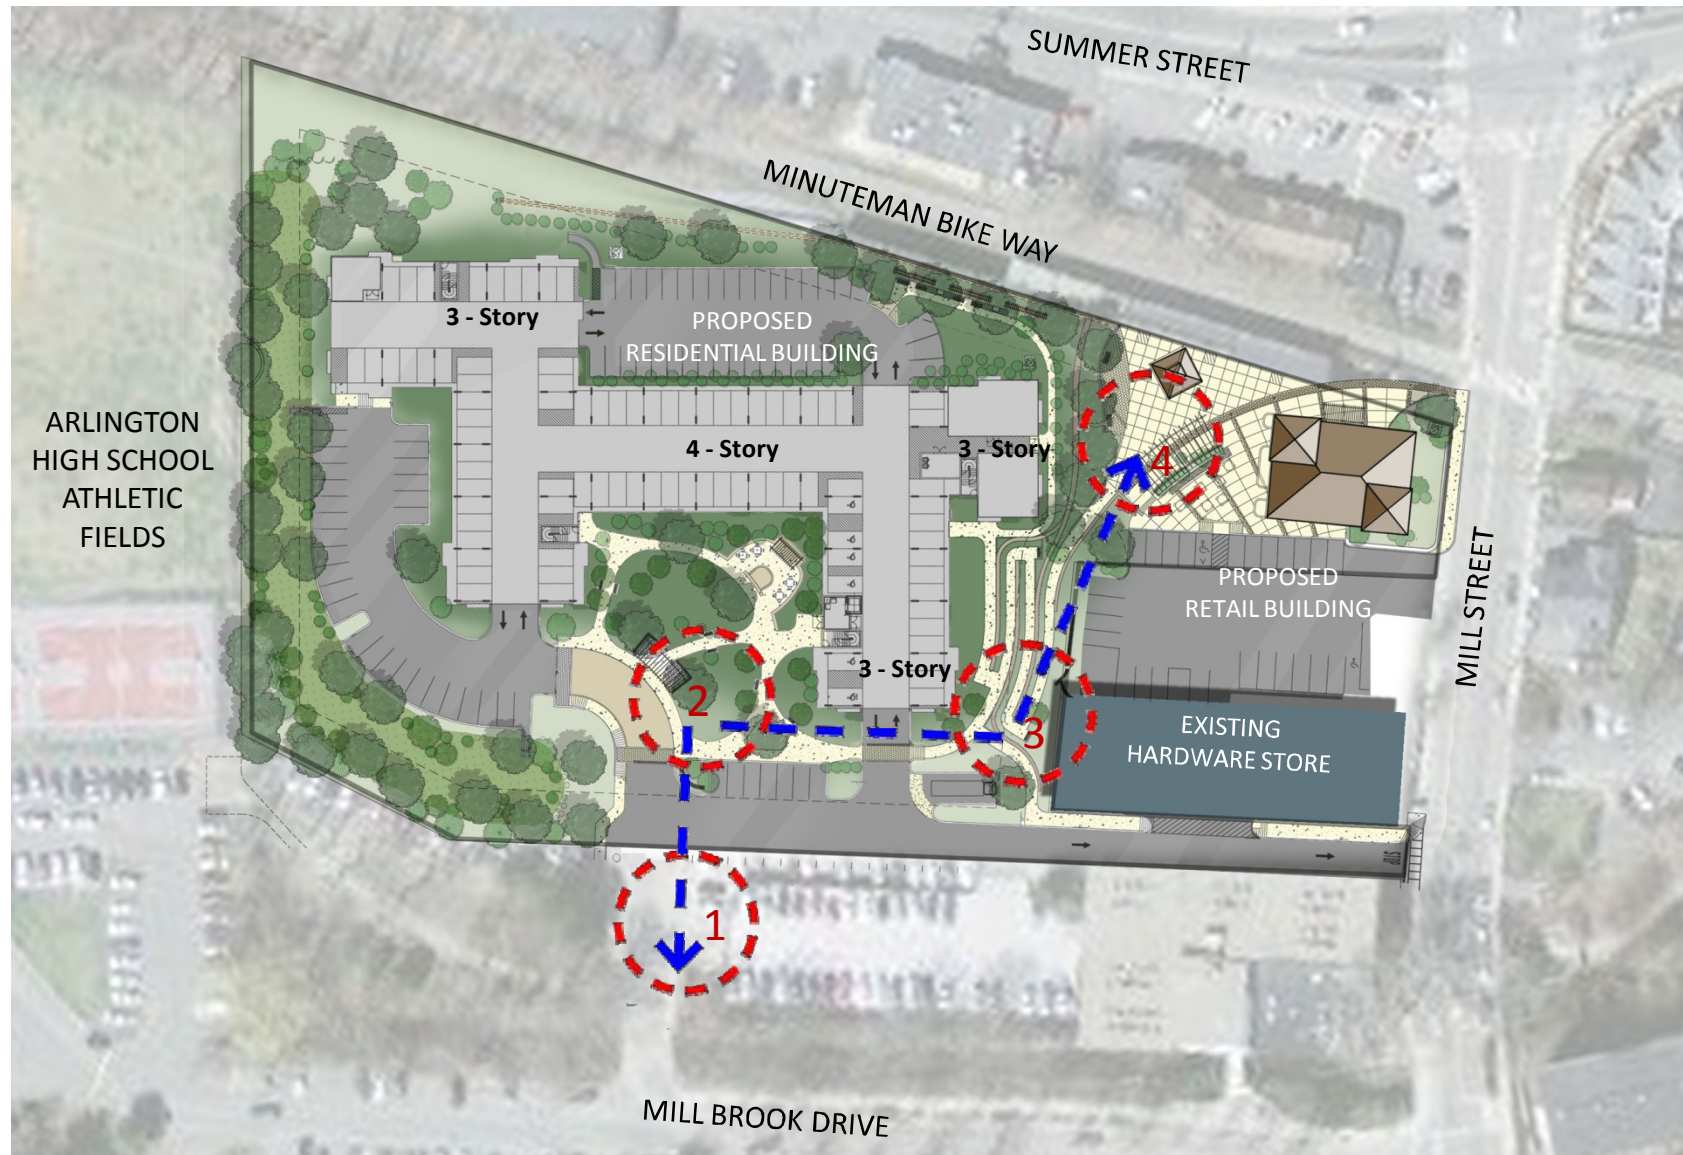 SUMMER STREET
MINUTEMAN BIKE WAY
3 - Story
PROPOSED
RESIDENTIAL BUILDING
ARLINGTON
HIGH SCHOOL
ATHLETIC
FIELDS
4 - Story
3 - Story
4
PROPOSED
RETAIL BUILDING
MILL STREET
3 - Story
2
3
EXISTING
HARDWARE STORE
STOP
1
MILL BROOK DRIVE